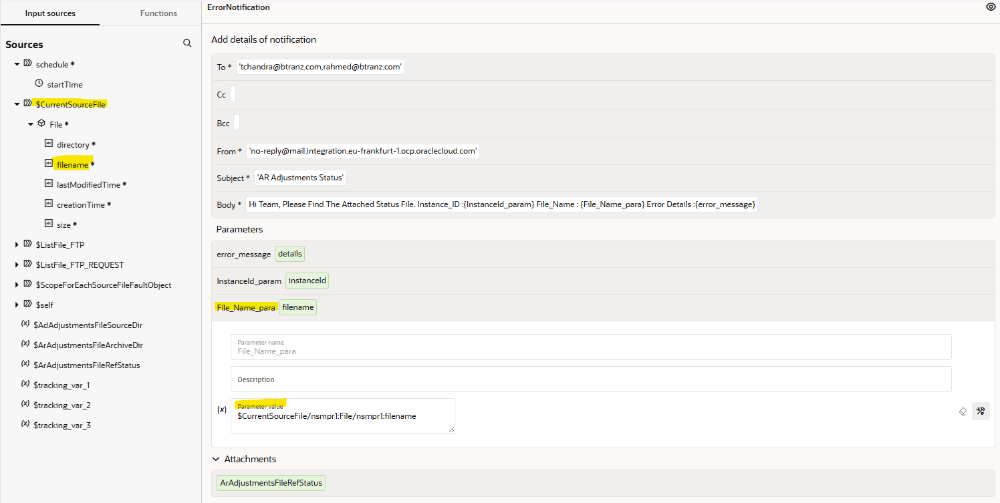 Input sources
Functions
Sources
schedule *
startTime
$CurrentSourceFile
File *
directory *
filename *
lastModifiedTime *
creationTime *
size *
$ListFile_FTP
$ListFile_FTP_REQUEST
$ScopeForEachSourceFileFaultObject
$self
(x) $AdAdjustmentsFileSourceDir
(x) $ArAdjustmentsFileArchiveDir
(x) $ArAdjustmentsFileRefStatus
(x) $tracking_var_1
(x) $tracking_var_2
(x) $tracking_var_3
ErrorNotification
Add details of notification
To * 'tchandra@btranz.com,rahmed@btranz.com'
Cc
Bcc
From * 'no-reply@mail.integration.eu-frankfurt-1.ocp.oraclecloud.com'
Subject * 'AR Adjustments Status'
Body * Hi Team, Please Find The Attached Status File. Instance_ID :{InstanceId_param} File_Name : {File_Name_para} Error Details :{error_message}
Parameters
error_message details
InstanceId_param instanceId
File_Name_para filename
Parameter name
File_Name_para
Description
Parameter value
(x) $CurrentSourceFile/nsmpr1:File/nsmpr1:filename
Attachments
ArAdjustmentsFileRefStatus